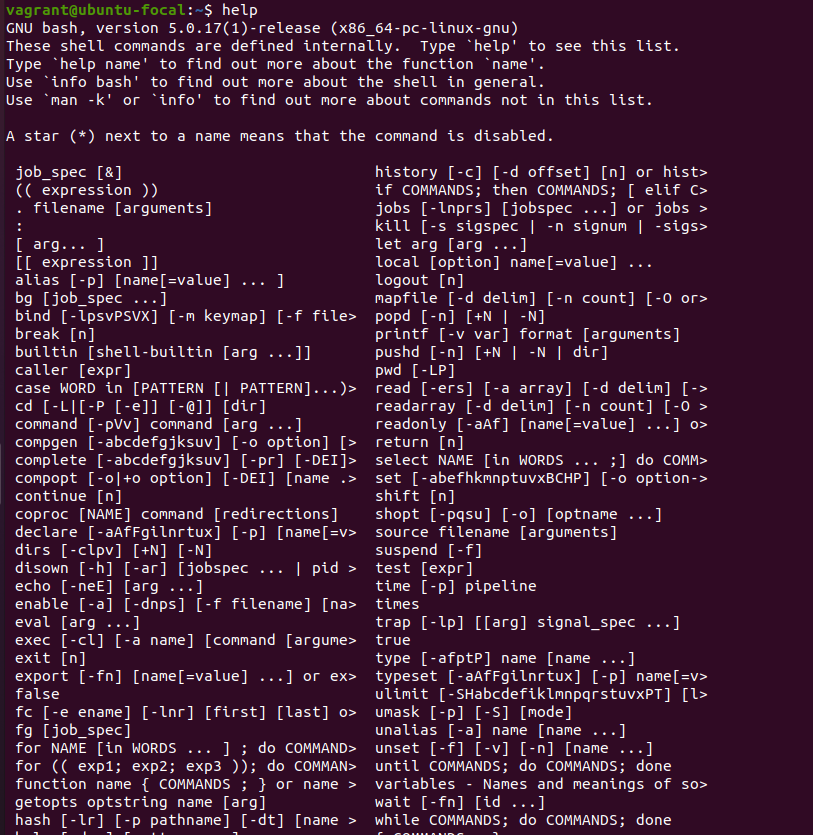 vagrant@ubuntu-focal:~$ help
GNU bash, version 5.0.17(1)-release (x86_64-pc-linux-gnu)
These shell commands are defined internally.  Type `help' to see this list.
Type `help name' to find out more about the function `name'.
Use `info bash' to find out more about the shell in general.
Use `man -k' or `info' to find out more about commands not in this list.

A star (*) next to a name means that the command is disabled.

 job_spec [&]                            history [-c] [-d offset] [n] or hist>
 (( expression ))                        if COMMANDS; then COMMANDS; [ elif C>
 . filename [arguments]                  jobs [-lnprs] [jobspec ...] or jobs >
 :                                       kill [-s sigspec | -n signum | -sigs>
 [ arg... ]                              let arg [arg ...]
 [[ expression ]]                        local [option] name[=value] ...
 alias [-p] [name[=value] ... ]          logout [n]
 bg [job_spec ...]                       mapfile [-d delim] [-n count] [-O or>
 bind [-lpsvPSVX] [-m keymap] [-f file>  popd [-n] [+N | -N]
 break [n]                               printf [-v var] format [arguments]
 builtin [shell-builtin [arg ...]]       pushd [-n] [+N | -N | dir]
 caller [expr]                           pwd [-LP]
 case WORD in [PATTERN [| PATTERN]...)>  read [-ers] [-a array] [-d delim] [->
 cd [-L|[-P [-e]] [-@]] [dir]            readarray [-d delim] [-n count] [-O >
 command [-pVv] command [arg ...]        readonly [-aAf] [name[=value] ...] o>
 compgen [-abcdefgjksuv] [-o option] [>  return [n]
 complete [-abcdefgjksuv] [-pr] [-DEI]>  select NAME [in WORDS ... ;] do COMM>
 compopt [-o|+o option] [-DEI] [name .>  set [-abefhkmnptuvxBCHP] [-o option->
 continue [n]                            shift [n]
 coproc [NAME] command [redirections]    shopt [-pqsu] [-o] [optname ...]
 declare [-aAfFgilnrtux] [-p] [name[=v>  source filename [arguments]
 dirs [-clpv] [+N] [-N]                  suspend [-f]
 disown [-h] [-ar] [jobspec ... | pid >  test [expr]
 echo [-neE] [arg ...]                   time [-p] pipeline
 enable [-a] [-dnps] [-f filename] [na>  times
 eval [arg ...]                          trap [-lp] [[arg] signal_spec ...]
 exec [-cl] [-a name] [command [argume>  true
 exit [n]                                type [-afptP] name [name ...]
 export [-fn] [name[=value] ...] or ex>  typeset [-aAfFgilnrtux] [-p] name[=v>
 false                                   ulimit [-SHabcdefiklmnpqrstuvxPT] [l>
 fc [-e ename] [-lnr] [first] [last] o>  umask [-p] [-S] [mode]
 fg [job_spec]                           unalias [-a] name [name ...]
 for NAME [in WORDS ... ] ; do COMMAND>  unset [-f] [-v] [-n] [name ...]
 for (( exp1; exp2; exp3 )); do COMMAN>  until COMMANDS; do COMMANDS; done
 function name { COMMANDS ; } or name >  variables - Names and meanings of so>
 getopts optstring name [arg]            wait [-fn] [id ...]
 hash [-lr] [-p pathname] [-dt] [name >  while COMMANDS; do COMMANDS; done